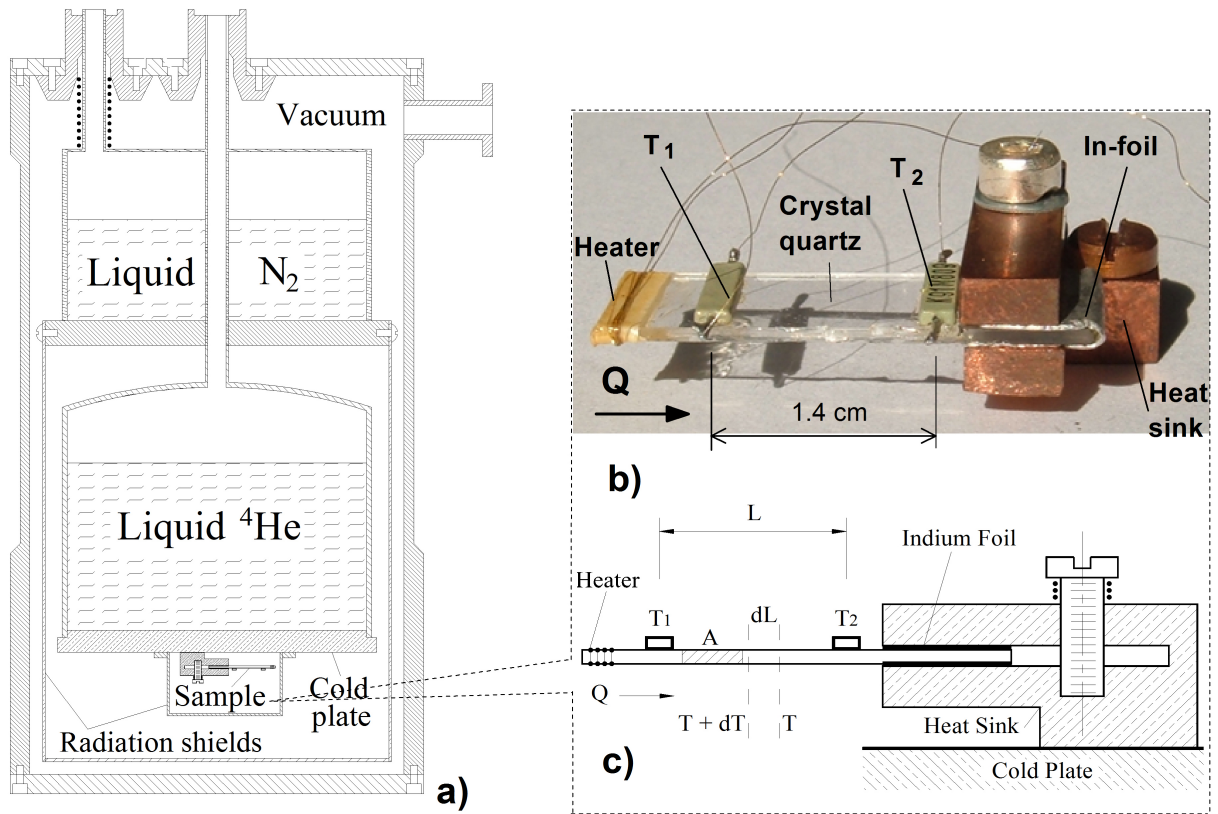 Vacuum
Liquid N2
Liquid 4He
Sample
Cold
plate
Radiation shields
a)
T1
T2
In-foil
Crystal
quartz
Heater
Q
1.4 cm
Heat
sink
b)
L
Indium Foil
Heater
T1
A
dL
T2
Q
T + dT
T
Heat Sink
Cold Plate
c)